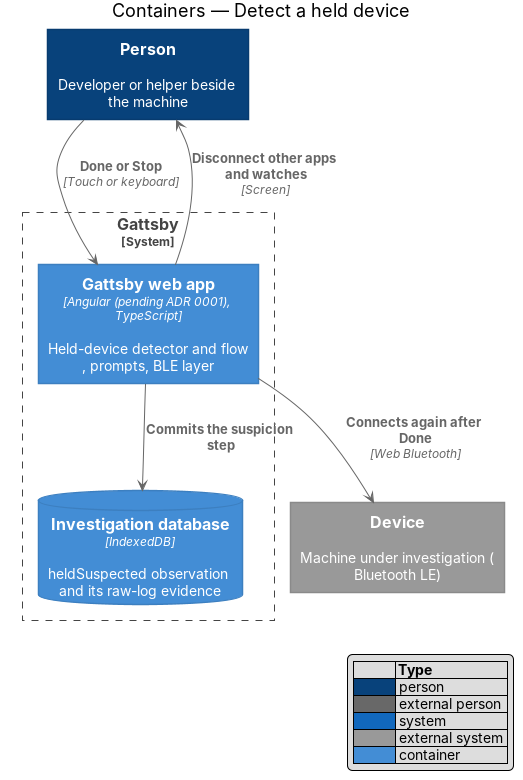 Containers — Detect a held device
Person
Developer or helper beside
the machine
Done or Stop
[Touch or keyboard]
Disconnect other apps
and watches
[Screen]
Gattsby
[System]
Gattsby web app
[Angular (pending ADR 0001),
TypeScript]
Held-device detector and flow
, prompts, BLE layer
Commits the suspicion
step
Connects again after
Done
[Web Bluetooth]
Investigation database
[IndexedDB]
heldSuspected observation
and its raw-log evidence
Device
Machine under investigation (
Bluetooth LE)
Type
person
external person
system
external system
container